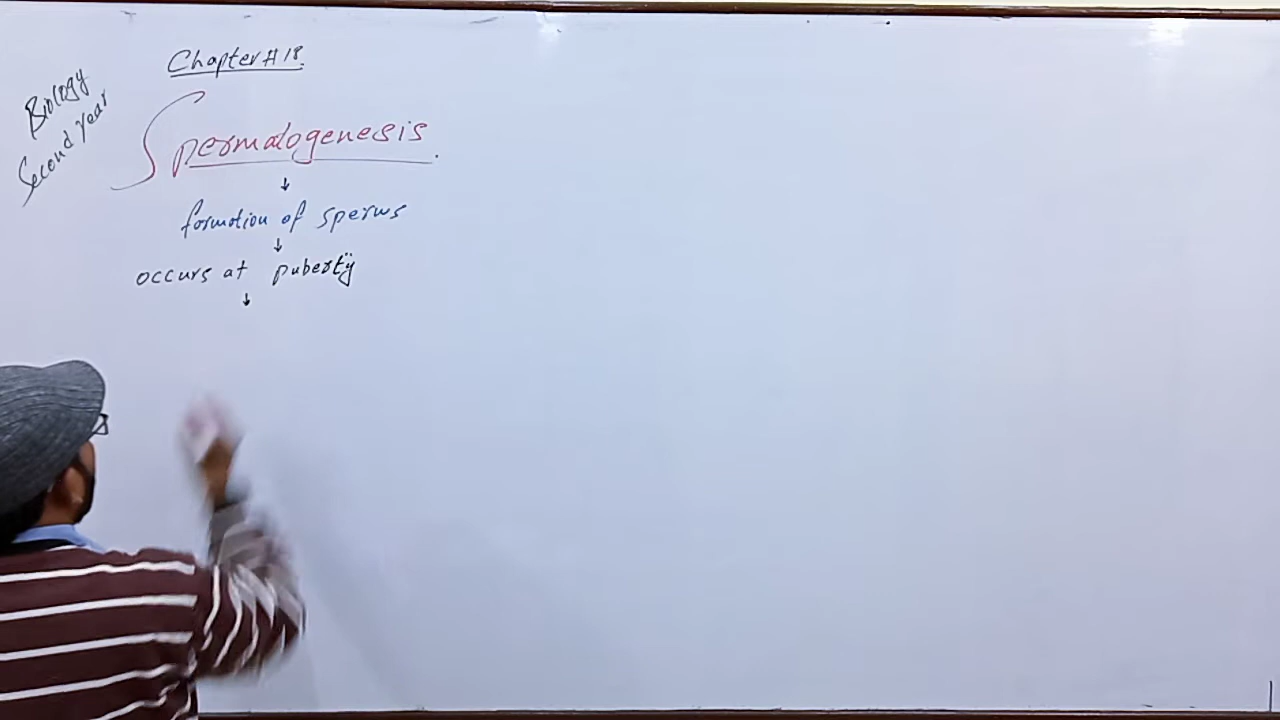 Chapter # 18.
Biology
Second Year
Spermatogenesis.
↓
formation of sperms
↓
occurs at puberty
↓